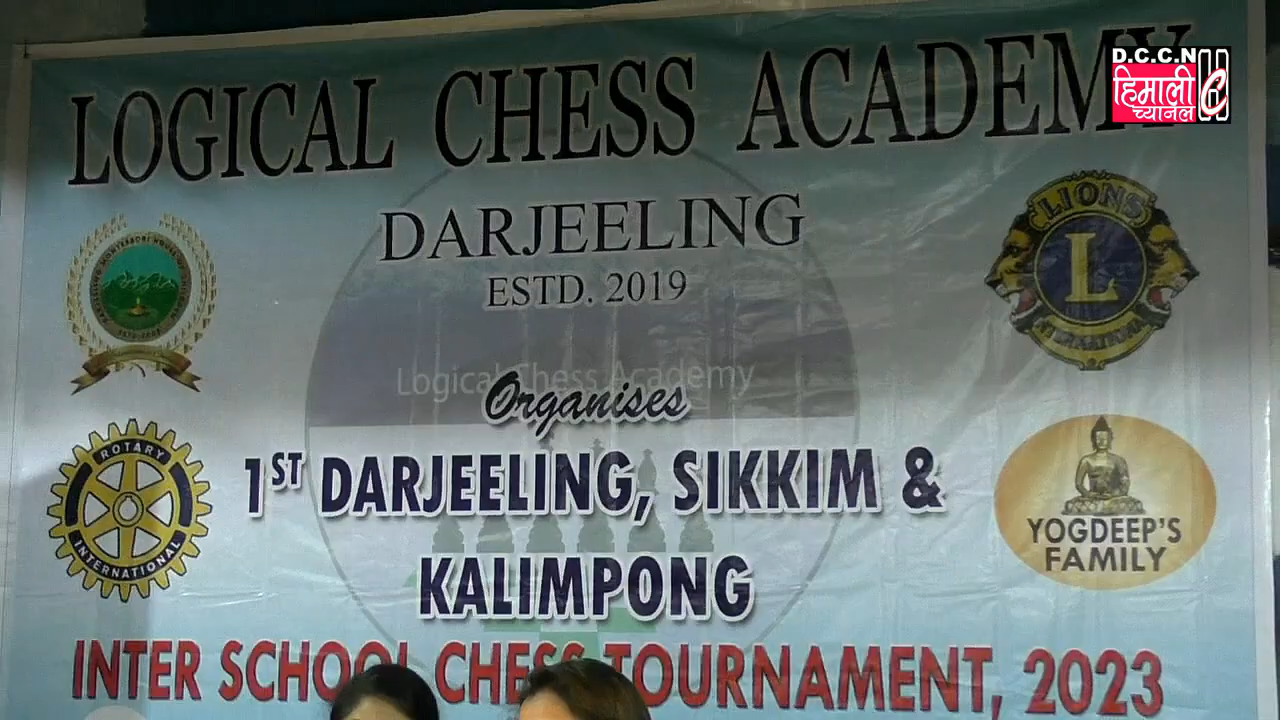 LOGICAL CHESS ACADEMY
D.C.C.N
हिमाली
च्यानल
DARJEELING
ESTD. 2019
LIONS
L
INTERNATIONAL
Logical Chess Academy
Organises
ROTARY
INTERNATIONAL
1ST DARJEELING, SIKKIM &
KALIMPONG
YOGDEEP'S
FAMILY
INTER SCHOOL CHESS TOURNAMENT, 2023